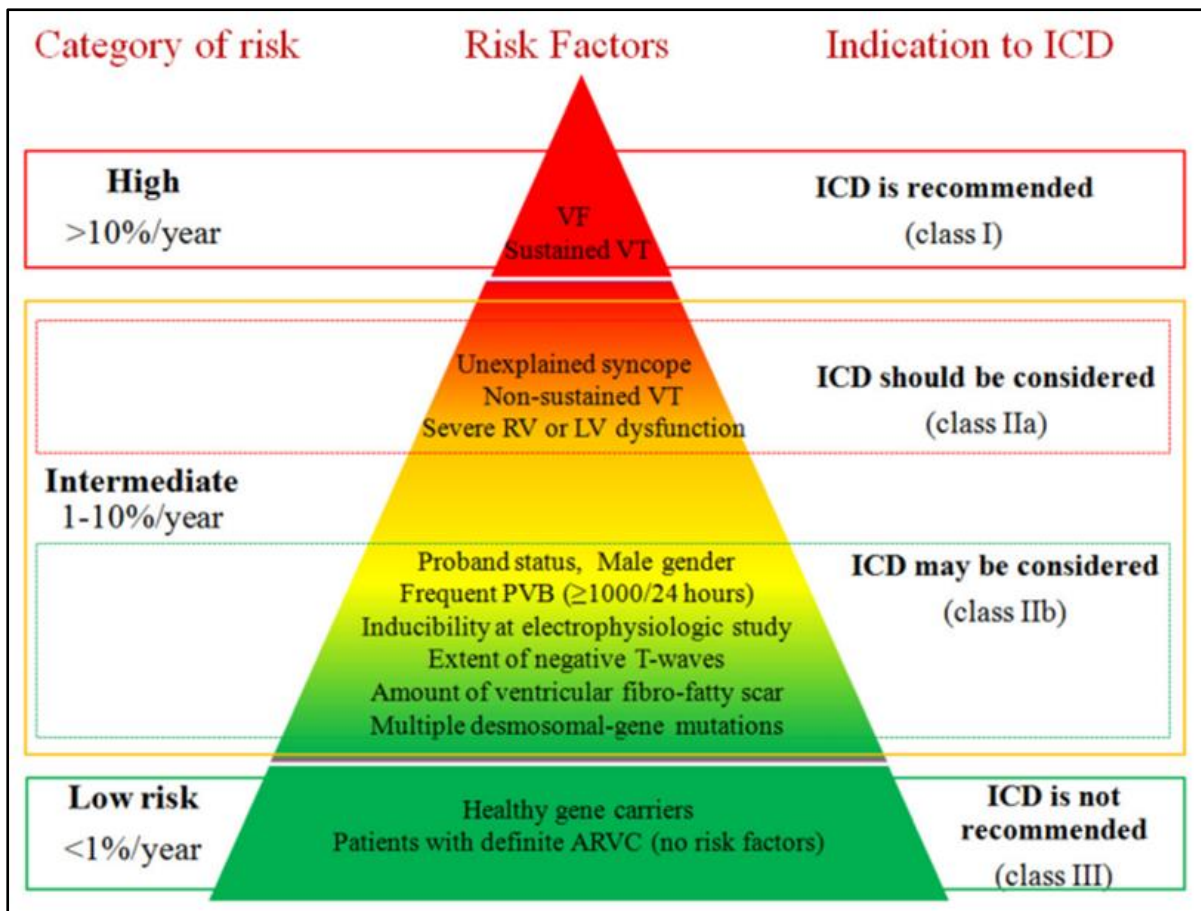 Category of risk
Risk Factors
Indication to ICD
High
>10%/year
VF
Sustained VT
ICD is recommended
(class I)
Unexplained syncope
Non-sustained VT
Severe RV or LV dysfunction
ICD should be considered
(class IIa)
Intermediate
1-10%/year
Proband status, Male gender
Frequent PVB (≥1000/24 hours)
Inducibility at electrophysiologic study
Extent of negative T-waves
Amount of ventricular fibro-fatty scar
Multiple desmosomal-gene mutations
ICD may be considered
(class IIb)
Low risk
<1%/year
Healthy gene carriers
Patients with definite ARVC (no risk factors)
ICD is not
recommended
(class III)